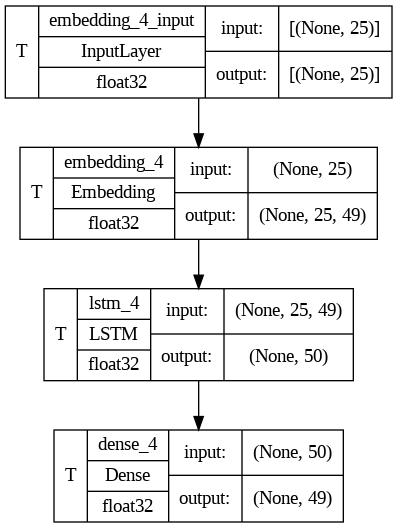 T embedding_4_input input: [(None, 25)]
InputLayer
float32 output: [(None, 25)]
T embedding_4 input: (None, 25)
Embedding
float32 output: (None, 25, 49)
T lstm_4 input: (None, 25, 49)
LSTM
float32 output: (None, 50)
T dense_4 input: (None, 50)
Dense
float32 output: (None, 49)